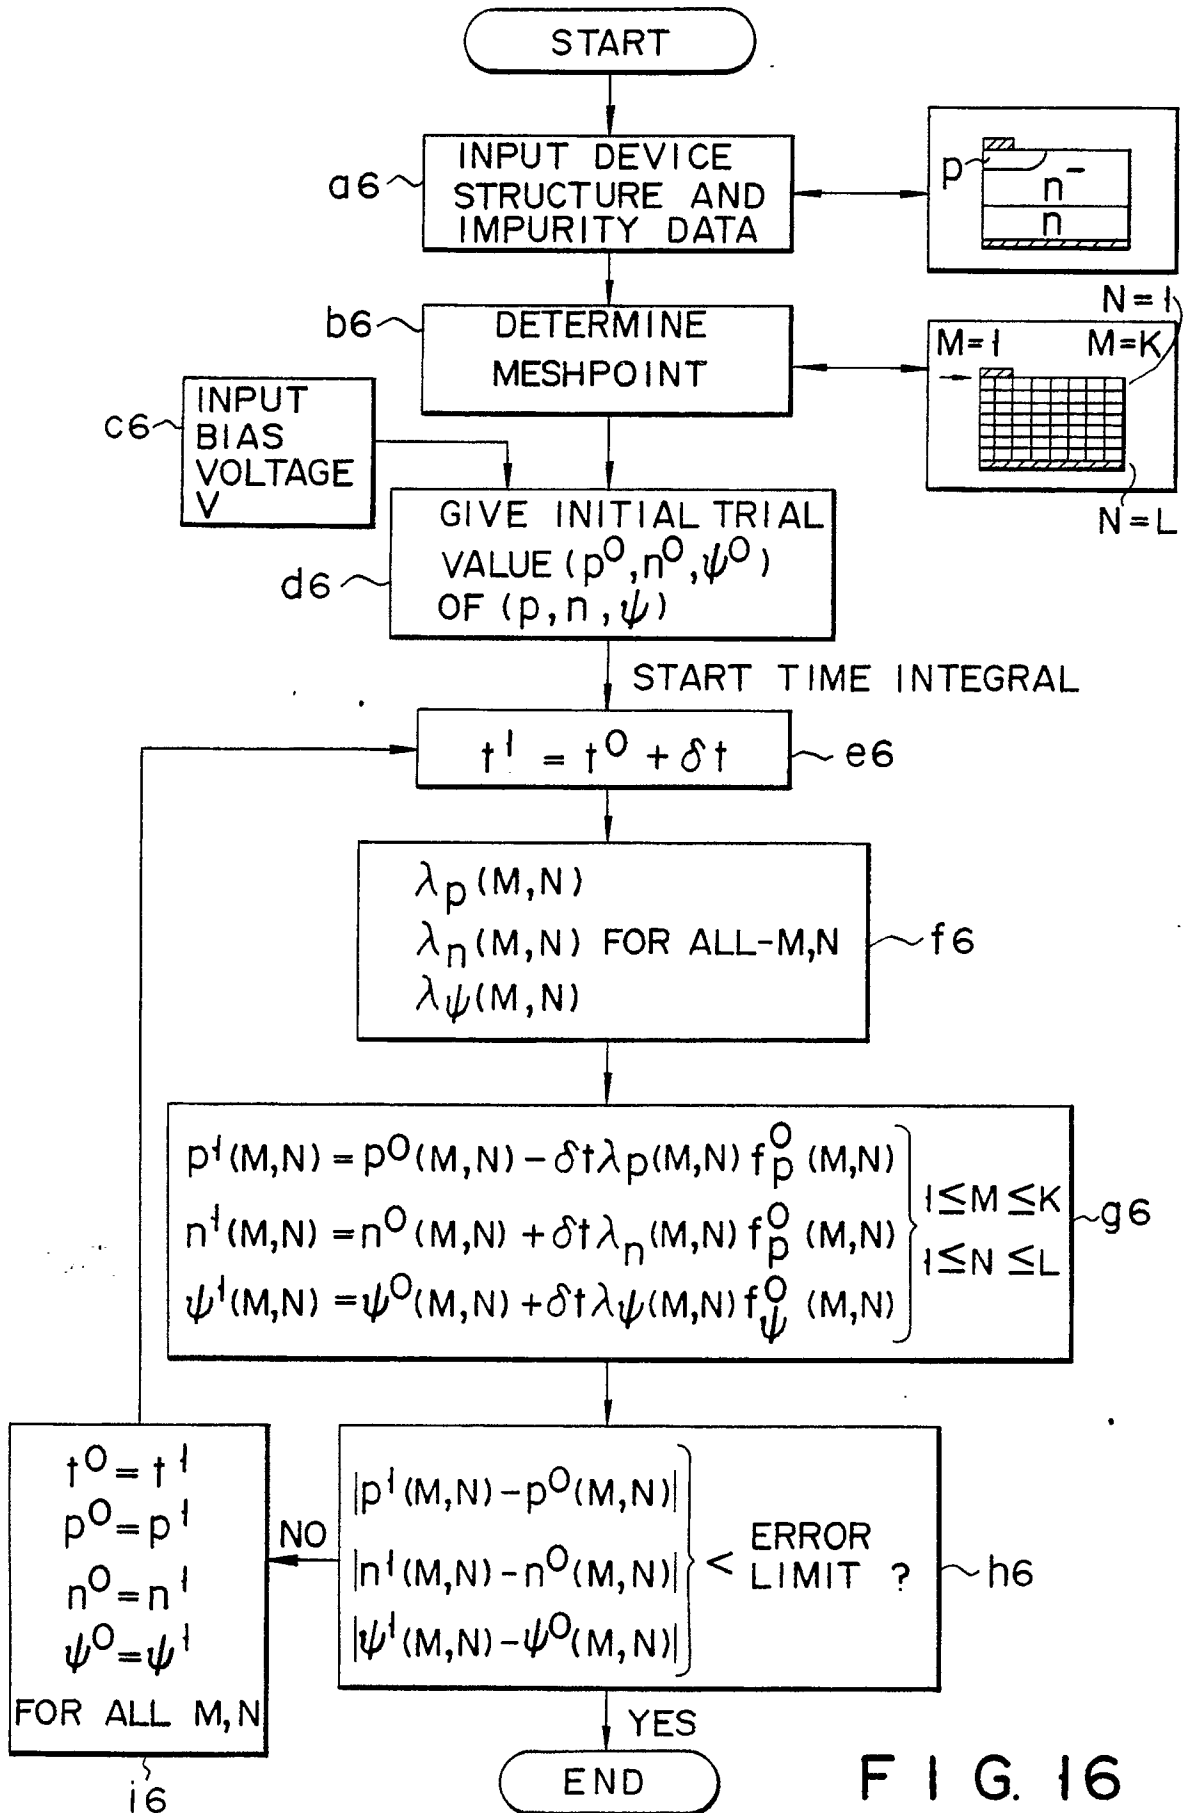 START
a6
INPUT DEVICE
STRUCTURE AND
IMPURITY DATA
p
n⁻
n
b6
DETERMINE
MESHPOINT
N=1
M=1 M=K
N=L
c6
INPUT
BIAS
VOLTAGE
V
d6
GIVE INITIAL TRIAL
VALUE (p⁰,n⁰,ψ⁰)
OF (p,n,ψ)
START TIME INTEGRAL
t¹ = t⁰ + δt
e6
λp(M,N)
λn(M,N) FOR ALL-M,N
λψ(M,N)
f6
p¹(M,N) = p⁰(M,N) – δtλp(M,N) f⁰p (M,N)
n¹(M,N) = n⁰(M,N) + δtλn(M,N) f⁰p (M,N)
ψ¹(M,N) = ψ⁰(M,N) + δtλψ(M,N) f⁰ψ (M,N)
1≤M≤K
1≤N≤L
g6
|p¹(M,N) – p⁰(M,N)|
|n¹(M,N) – n⁰(M,N)|
|ψ¹(M,N) – ψ⁰(M,N)|
< ERROR
LIMIT ?
h6
NO
t⁰ = t¹
p⁰ = p¹
n⁰ = n¹
ψ⁰ = ψ¹
FOR ALL M,N
i6
YES
END
FIG. 16